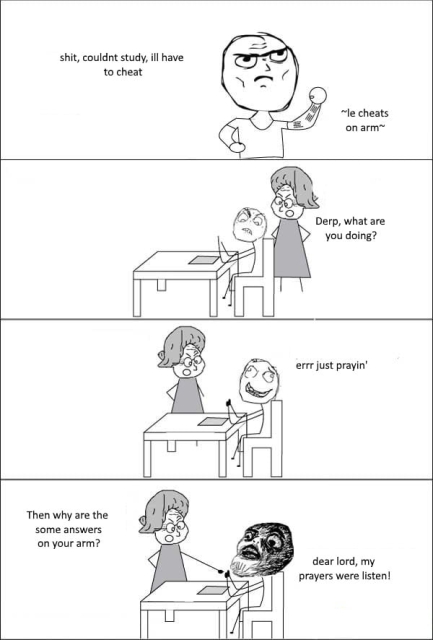 shit, couldnt study, ill have
to cheat
~le cheats
on arm~
Derp, what are
you doing?
errr just prayin'
Then why are the
some answers
on your arm?
dear lord, my
prayers were listen!